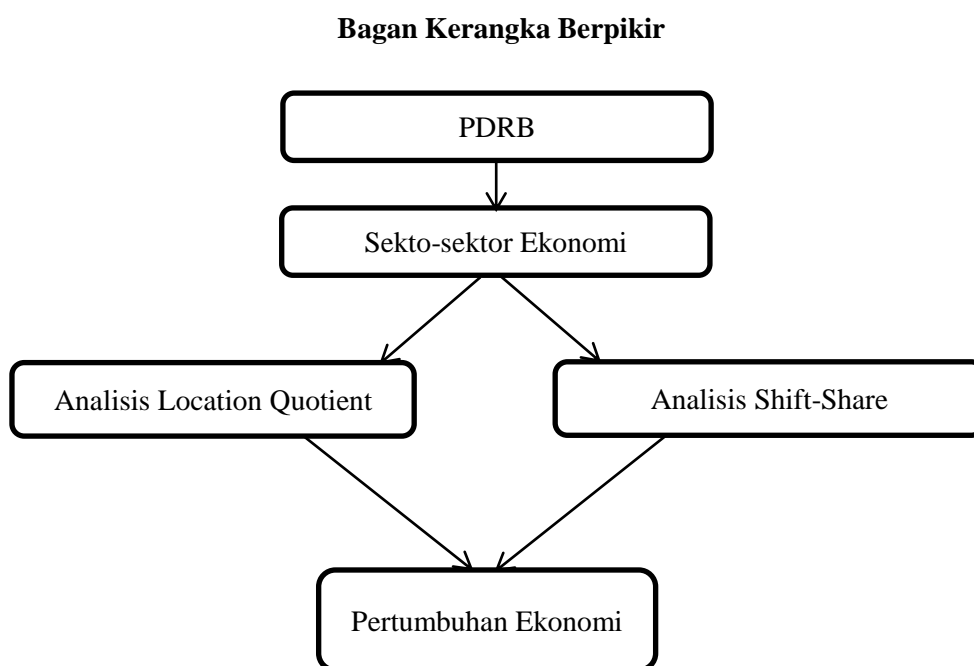 Bagan Kerangka Berpikir
PDRB
Sekto-sektor Ekonomi
Analisis Location Quotient
Analisis Shift-Share
Pertumbuhan Ekonomi